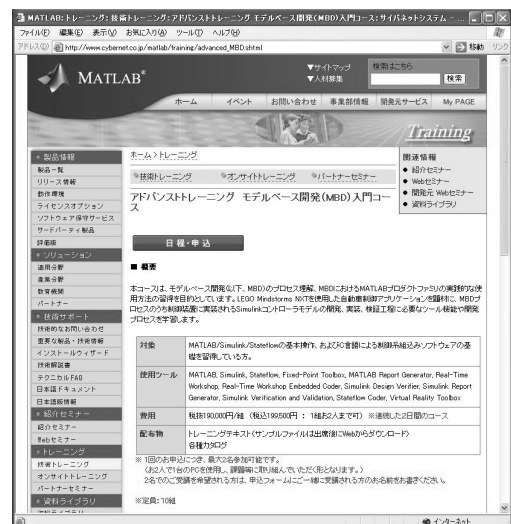 MATLAB: トレーニング: 技術トレーニング: アドバンストトレーニング モデルベース開発(MBD)入門コース: サイバネットシステム - ...
ファイル(F) 編集(E) 表示(V) お気に入り(A) ツール(T) ヘルプ(H)
アドレス(D) http://www.cybernet.co.jp/matlab/training/advanced_MBD.shtml 移動 リンク
MATLAB®
▼サイトマップ
▼人材募集
検索はこちら
検索
ホーム イベント お問い合わせ 事業部情報 開発元サービス My PAGE
Training
製品情報
製品一覧
リリース情報
動作環境
ライセンスオプション
ソフトウェア保守サービス
サードパーティ製品
評価版
ソリューション
適用分野
産業分野
教育機関
パートナー
技術サポート
技術的なお問い合わせ
重要な製品・技術情報
インストールウィザード
技術解説書
テクニカルFAQ
日本語ドキュメント
日本語版情報
紹介セミナー
紹介セミナー
Webセミナー
トレーニング
技術トレーニング
オンサイトトレーニング
パートナーセミナー
資料ライブラリ
ホーム > トレーニング
技術トレーニング オンサイトトレーニング パートナーセミナー
関連情報
● 紹介セミナー
● Webセミナー
● 開発元 Webセミナー
● 資料ライブラリ
アドバンストトレーニング モデルベース開発(MBD)入門コー
ス
日程・申込
■ 概要
本コースは、モデルベース開発(以下、MBD)のプロセス理解、MBDにおけるMATLABプロダクトファミリの実践的な使
用方法の習得を目的としています。LEGO Mindstorms NXTを使用した自動車制御アプリケーションを題材に、MBDプ
ロセスのうち制御装置に実装されるSimulinkコントローラモデルの開発、実装、検証工程に必要なツール機能や開発
プロセスを学習します。
対象 MATLAB/Simulink/Stateflowの基本操作、およびC言語による制御系組込みソフトウェアの基
礎を習得している方。
使用ツール MATLAB, Simulink, Stateflow, Fixed-Point Toolbox, MATLAB Report Generator, Real-Time
Workshop, Real-Time Workshop Embedded Coder, Simulink Design Verifier, Simulink Report
Generator, Simulink Verification and Validation, Stateflow Coder, Virtual Reality Toolbox
費用 税抜190,000円/組 (税込199,500円 : 1組お2人まで可) ※連続した2日間のコース
配布物 トレーニングテキスト(サンプルファイルは出席後にWebからダウンロード)
各種カタログ
※ 1回のお申込につき、最大2名参加可能です。
(お2人で1台のPCを使用し、課題等に取り組んでいただく形となります。)
2名でのご受講を希望される方は、申込フォームにご一緒に受講される方のお名前をお書きください。
※定員:10組
インターネット